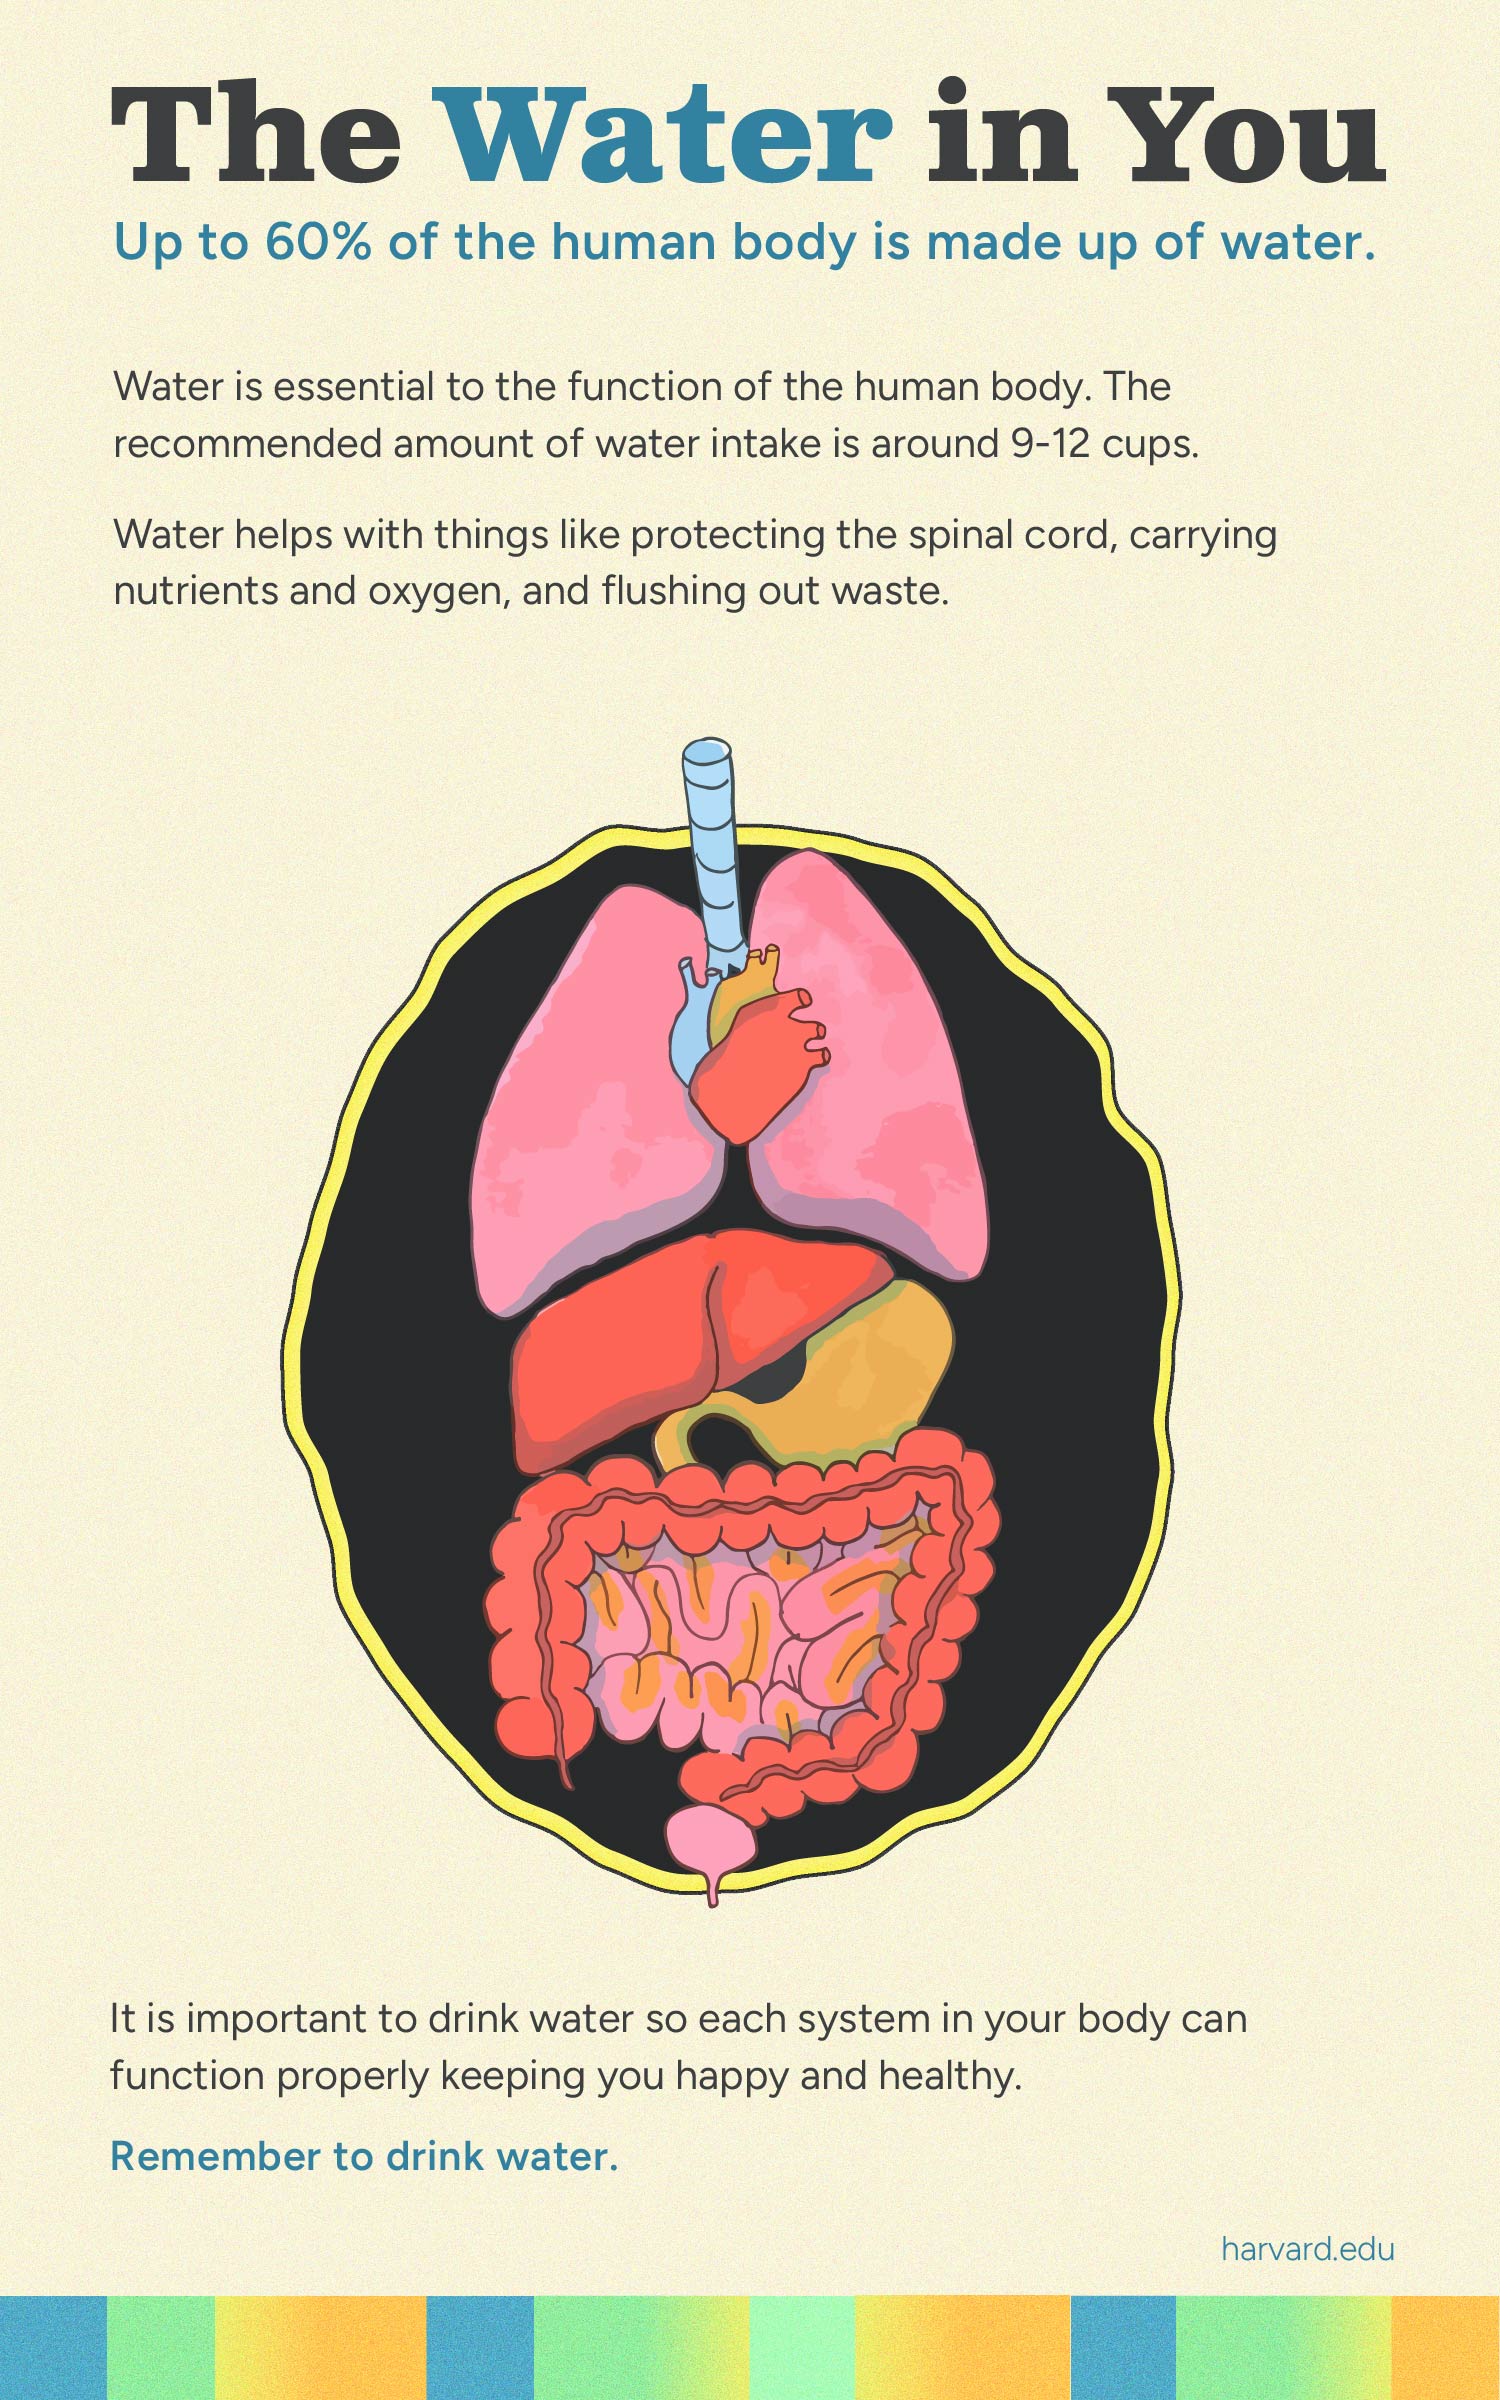 The Water in You
Up to 60% of the human body is made up of water.
Water is essential to the function of the human body. The
recommended amount of water intake is around 9-12 cups.
Water helps with things like protecting the spinal cord, carrying
nutrients and oxygen, and flushing out waste.
It is important to drink water so each system in your body can
function properly keeping you happy and healthy.
Remember to drink water.
harvard.edu